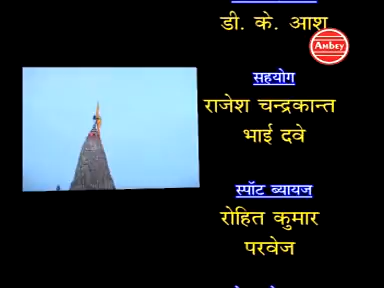 डी. के. आश
AMBEY
सहयोग
राजेश चन्द्रकान्त
भाई दवे
स्पॉट ब्यायज
रोहित कुमार
परवेज